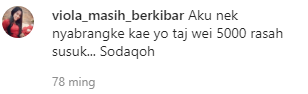 viola_masih_berkibar Aku nek
nyabrangke kae yo taj wei 5000 rasah
susuk... Sodaqoh
78 ming